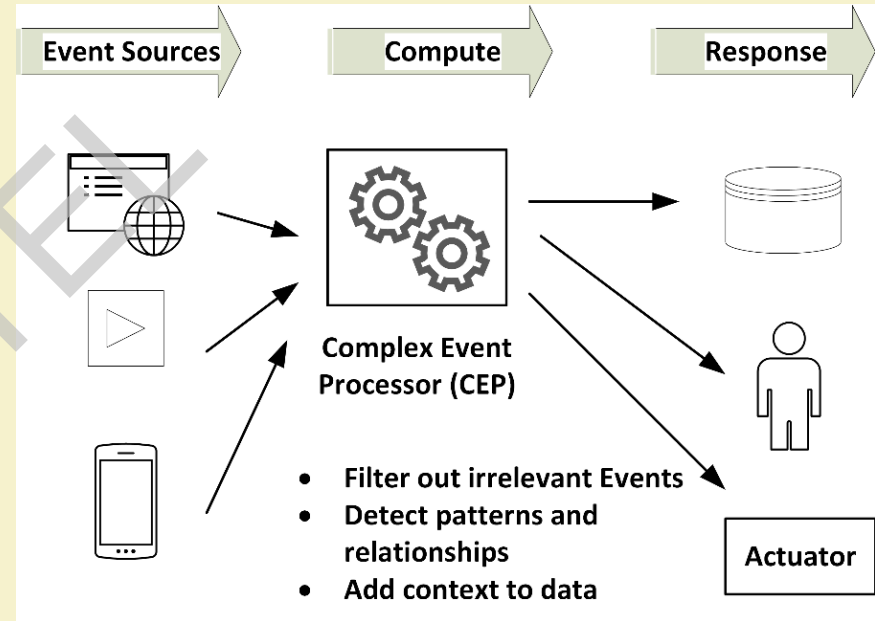 Event Sources
Compute
Response
Complex Event
Processor (CEP)
• Filter out irrelevant Events
• Detect patterns and
relationships
• Add context to data
Actuator